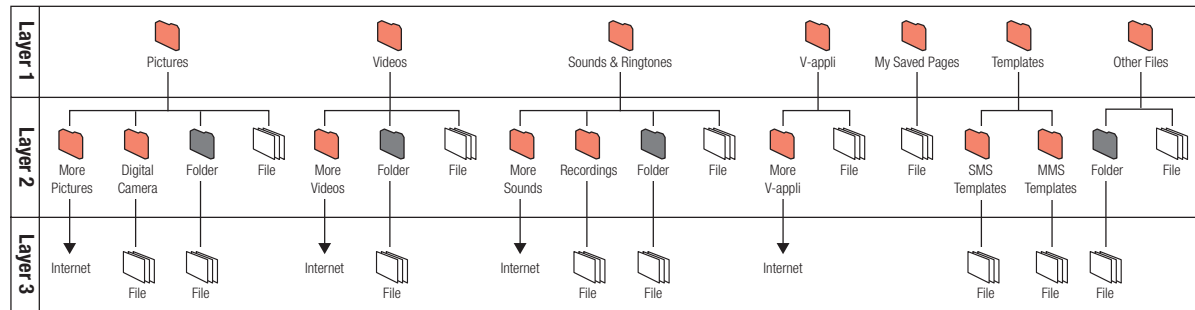 Layer 1
Pictures
Videos
Sounds & Ringtones
V-appli
My Saved Pages
Templates
Other Files
Layer 2
More
Pictures
Digital
Camera
Folder
File
More
Videos
Folder
File
More
Sounds
Recordings
Folder
File
More
V-appli
File
File
SMS
Templates
MMS
Templates
Folder
File
Layer 3
Internet
File
File
Internet
File
Internet
File
File
Internet
File
File
File